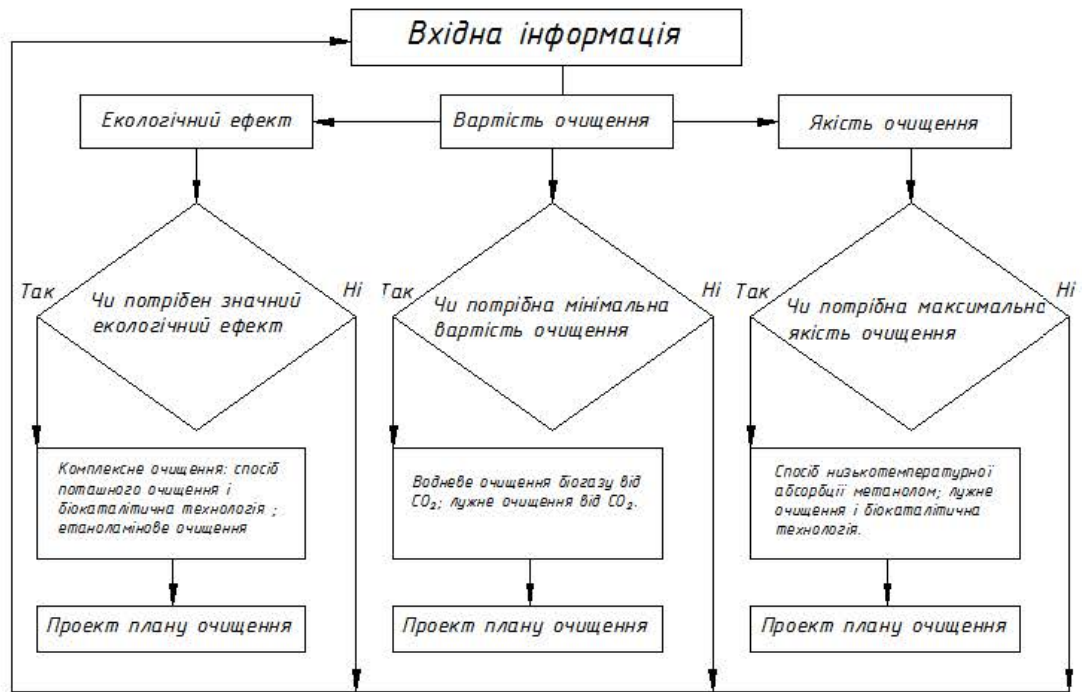 Вхідна інформація
Екологічний ефект
Вартість очищення
Якість очищення
Так
Ні
Чи потрібен значний
екологічний ефект
Так
Ні
Чи потрібна мінімальна
вартість очищення
Так
Ні
Чи потрібна максимальна
якість очищення
Комплексне очищення: спосіб
поташного очищення і
біокаталітична технологія ;
етаноламінове очищення
Водневе очищення біогазу від
CO₂; лужне очищення від CO₂.
Спосіб низькотемпературної
абсорбції метанолом; лужне
очищення і біокаталітична
технологія.
Проект плану очищення
Проект плану очищення
Проект плану очищення